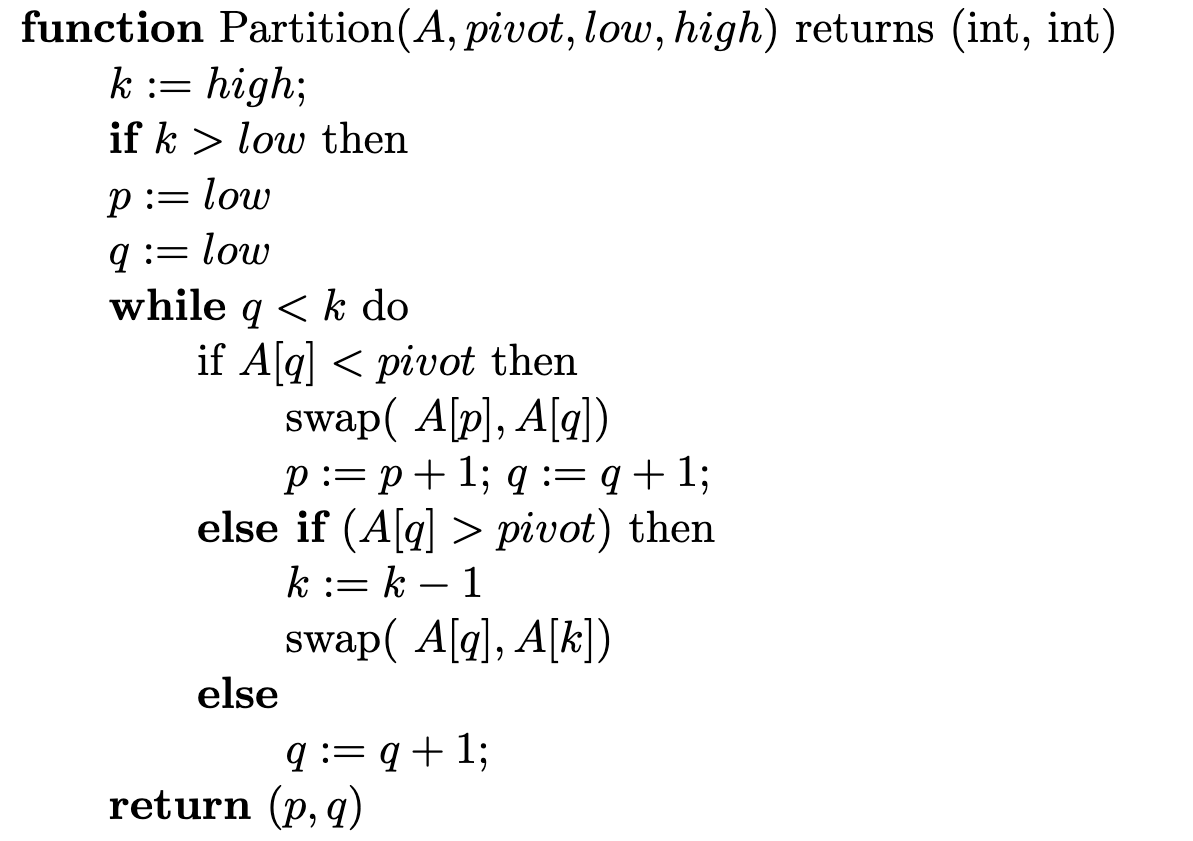 function Partition(A, pivot, low, high) returns (int, int)
k := high;
if k > low then
p := low
q := low
while q < k do
if A[q] < pivot then
swap( A[p], A[q])
p := p + 1; q := q + 1;
else if (A[q] > pivot) then
k := k − 1
swap( A[q], A[k])
else
q := q + 1;
return (p, q)